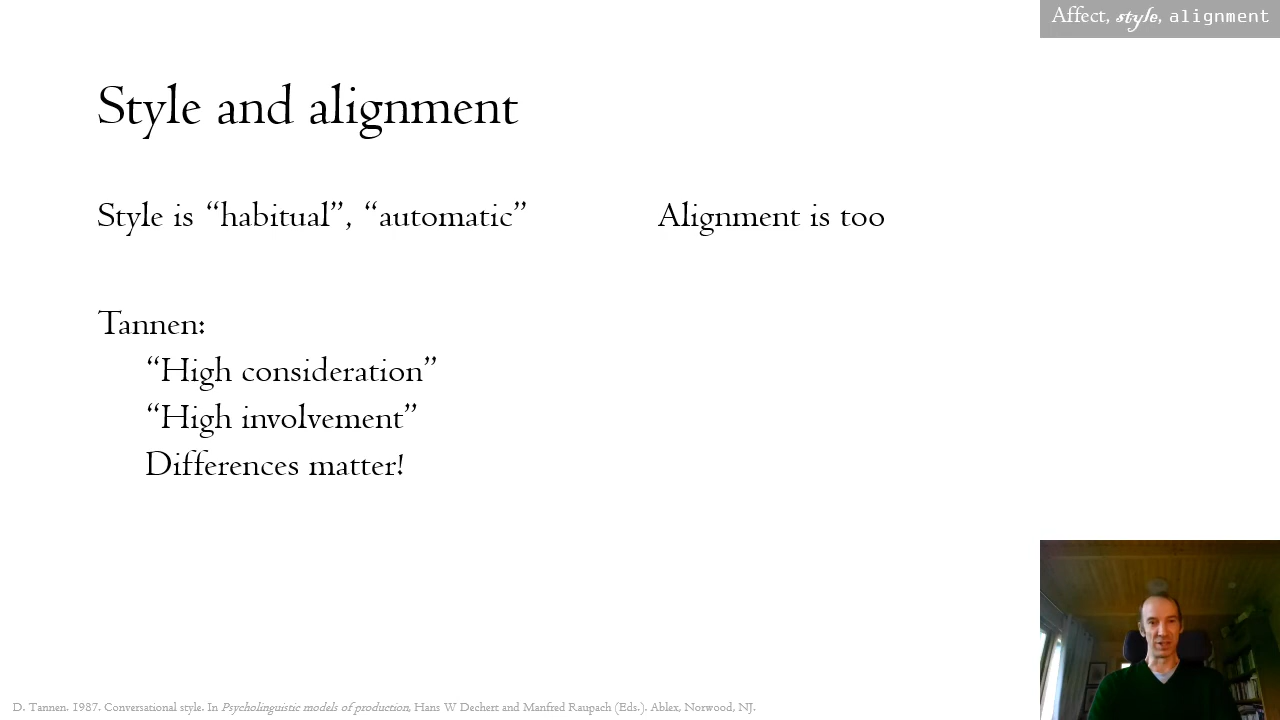 Affect, style, alignment
Style and alignment
Style is “habitual”, “automatic”
Alignment is too
Tannen:
“High consideration”
“High involvement”
Differences matter!
D. Tannen. 1987. Conversational style. In Psycholinguistic models of production, Hans W Dechert and Manfred Raupach (Eds.). Ablex, Norwood, NJ.